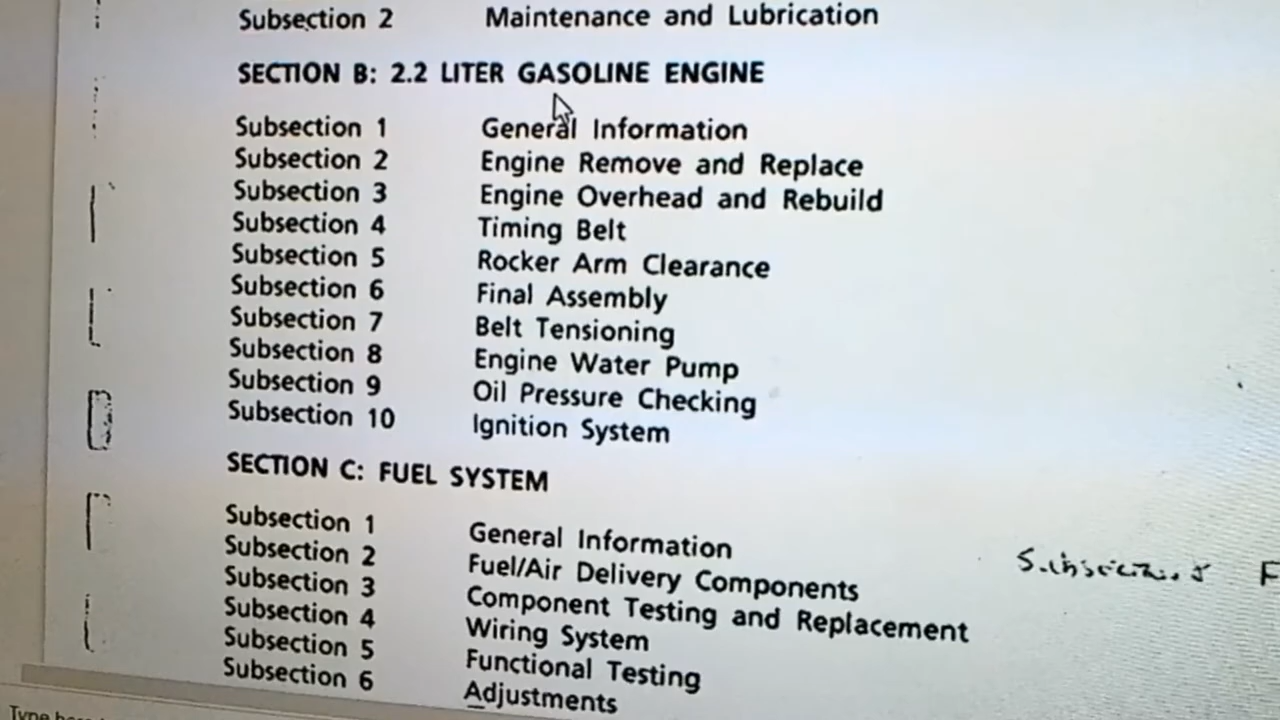 Subsection 2 Maintenance and Lubrication
SECTION B: 2.2 LITER GASOLINE ENGINE
Subsection 1 General Information
Subsection 2 Engine Remove and Replace
Subsection 3 Engine Overhead and Rebuild
Subsection 4 Timing Belt
Subsection 5 Rocker Arm Clearance
Subsection 6 Final Assembly
Subsection 7 Belt Tensioning
Subsection 8 Engine Water Pump
Subsection 9 Oil Pressure Checking
Subsection 10 Ignition System
SECTION C: FUEL SYSTEM
Subsection 1 General Information
Subsection 2 Fuel/Air Delivery Components
Subsection 3 Component Testing and Replacement
Subsection 4 Wiring System
Subsection 5 Functional Testing
Subsection 6 Adjustments